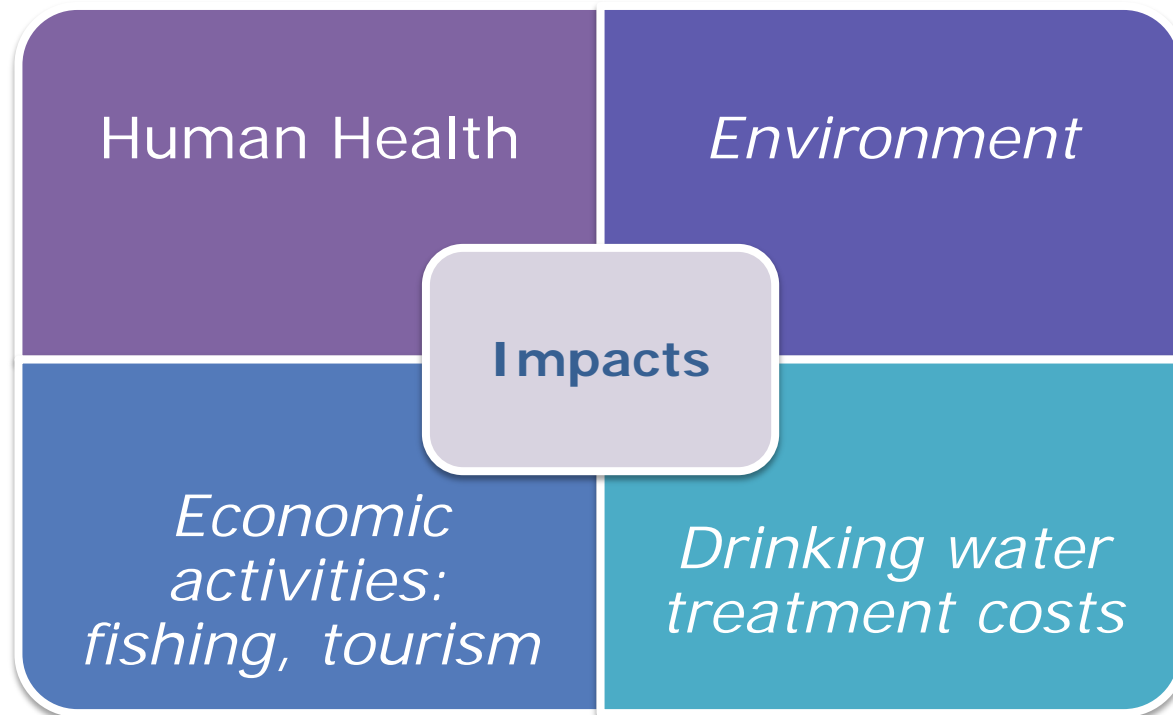 Human Health
Environment
Impacts
Economic
activities:
fishing, tourism
Drinking water
treatment costs